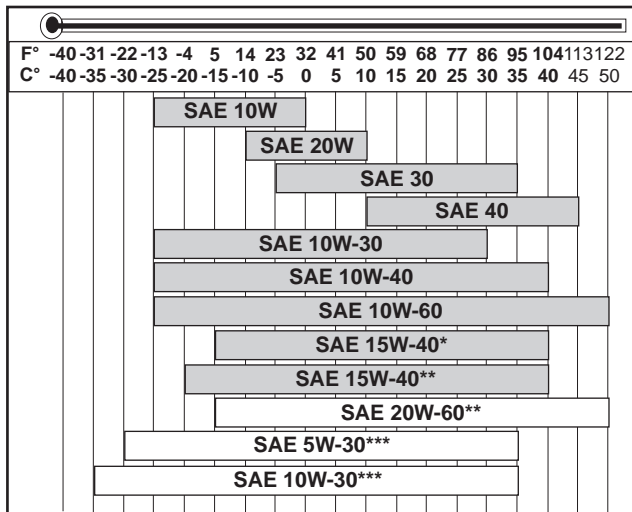 F° -40 -31 -22 -13 -4 5 14 23 32 41 50 59 68 77 86 95 104 113 122
C° -40 -35 -30 -25 -20 -15 -10 -5 0 5 10 15 20 25 30 35 40 45 50
SAE 10W
SAE 20W
SAE 30
SAE 40
SAE 10W-30
SAE 10W-40
SAE 10W-60
SAE 15W-40*
SAE 15W-40**
SAE 20W-60**
SAE 5W-30***
SAE 10W-30***